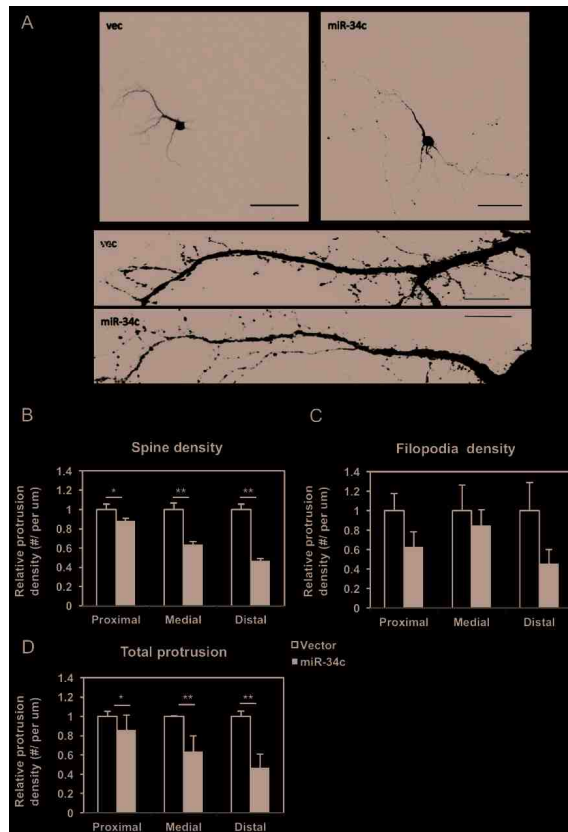 A
vec
miR-34c
vec
miR-34c
B
C
Spine density
Relative protrusion density (#/ per um)
1.4
1.2
1
0.8
0.6
0.4
0.2
0
*
**
**
Proximal Medial Distal
Filopodia density
Relative protrusion density (#/ per um)
1.4
1.2
1
0.8
0.6
0.4
0.2
0
Proximal Medial Distal
D
Total protrusion
Vector
miR-34c
Relative protrusion density (#/ per um)
1.4
1.2
1
0.8
0.6
0.4
0.2
0
*
**
**
Proximal Medial Distal